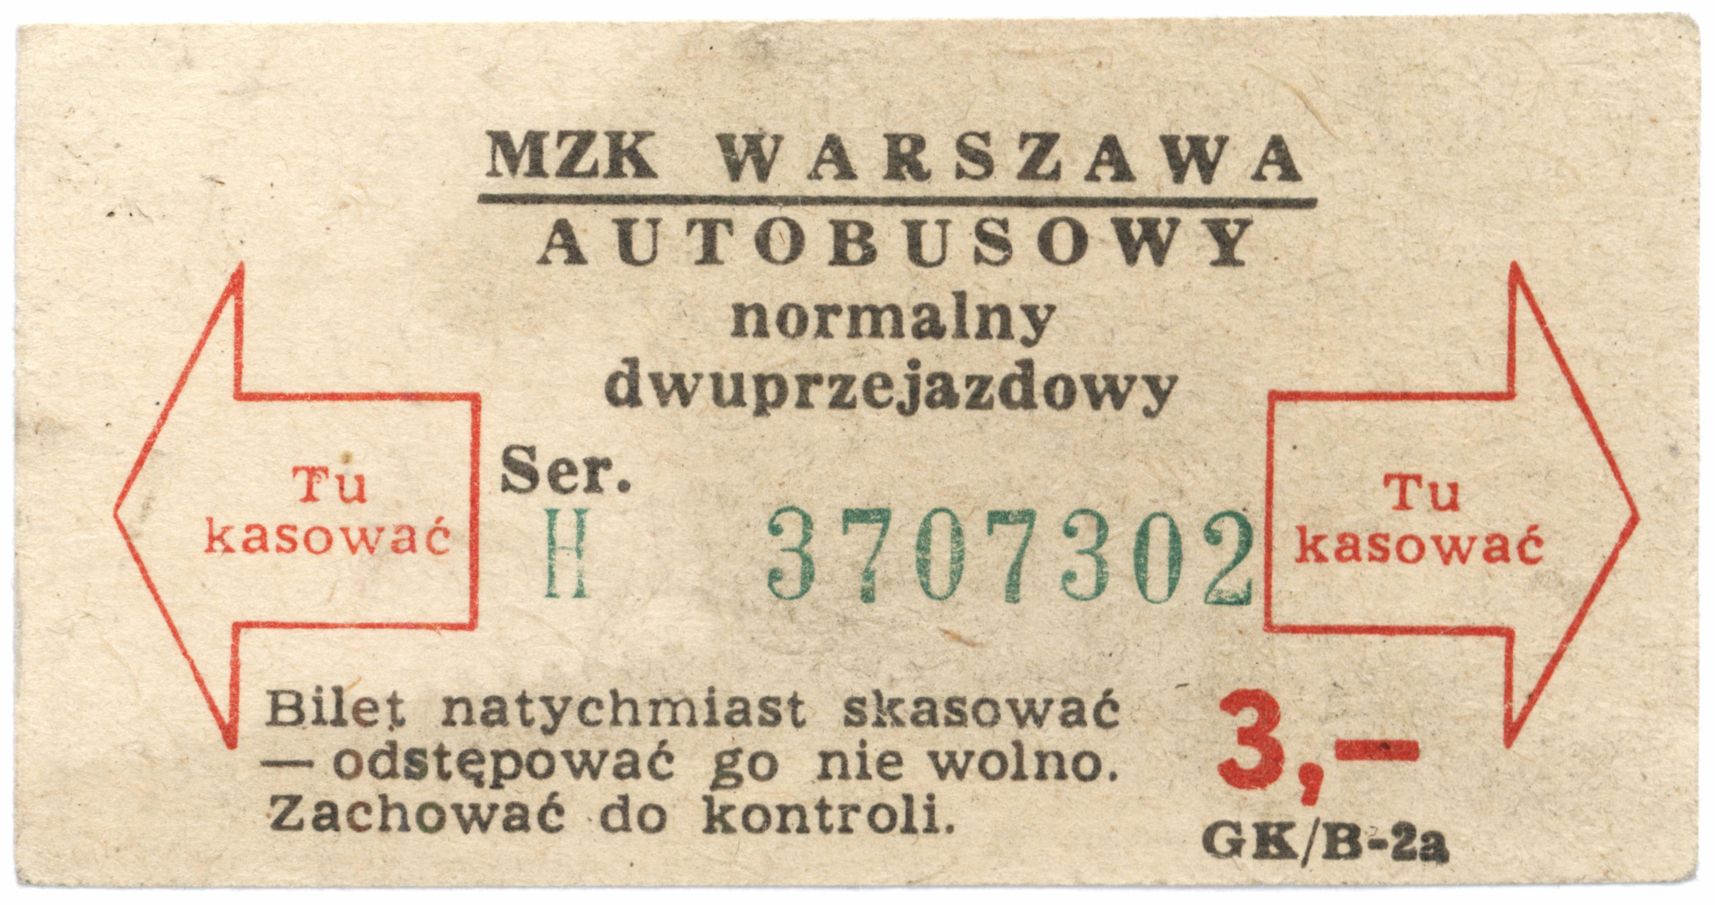 MZK WARSZAWA
AUTOBUSOWY
normalny
dwuprzejazdowy
Tu
kasować
Ser.
H 3707302
Tu
kasować
Bilet natychmiast skasować
— odstępować go nie wolno.
Zachować do kontroli.
3,—
GK/B-2a